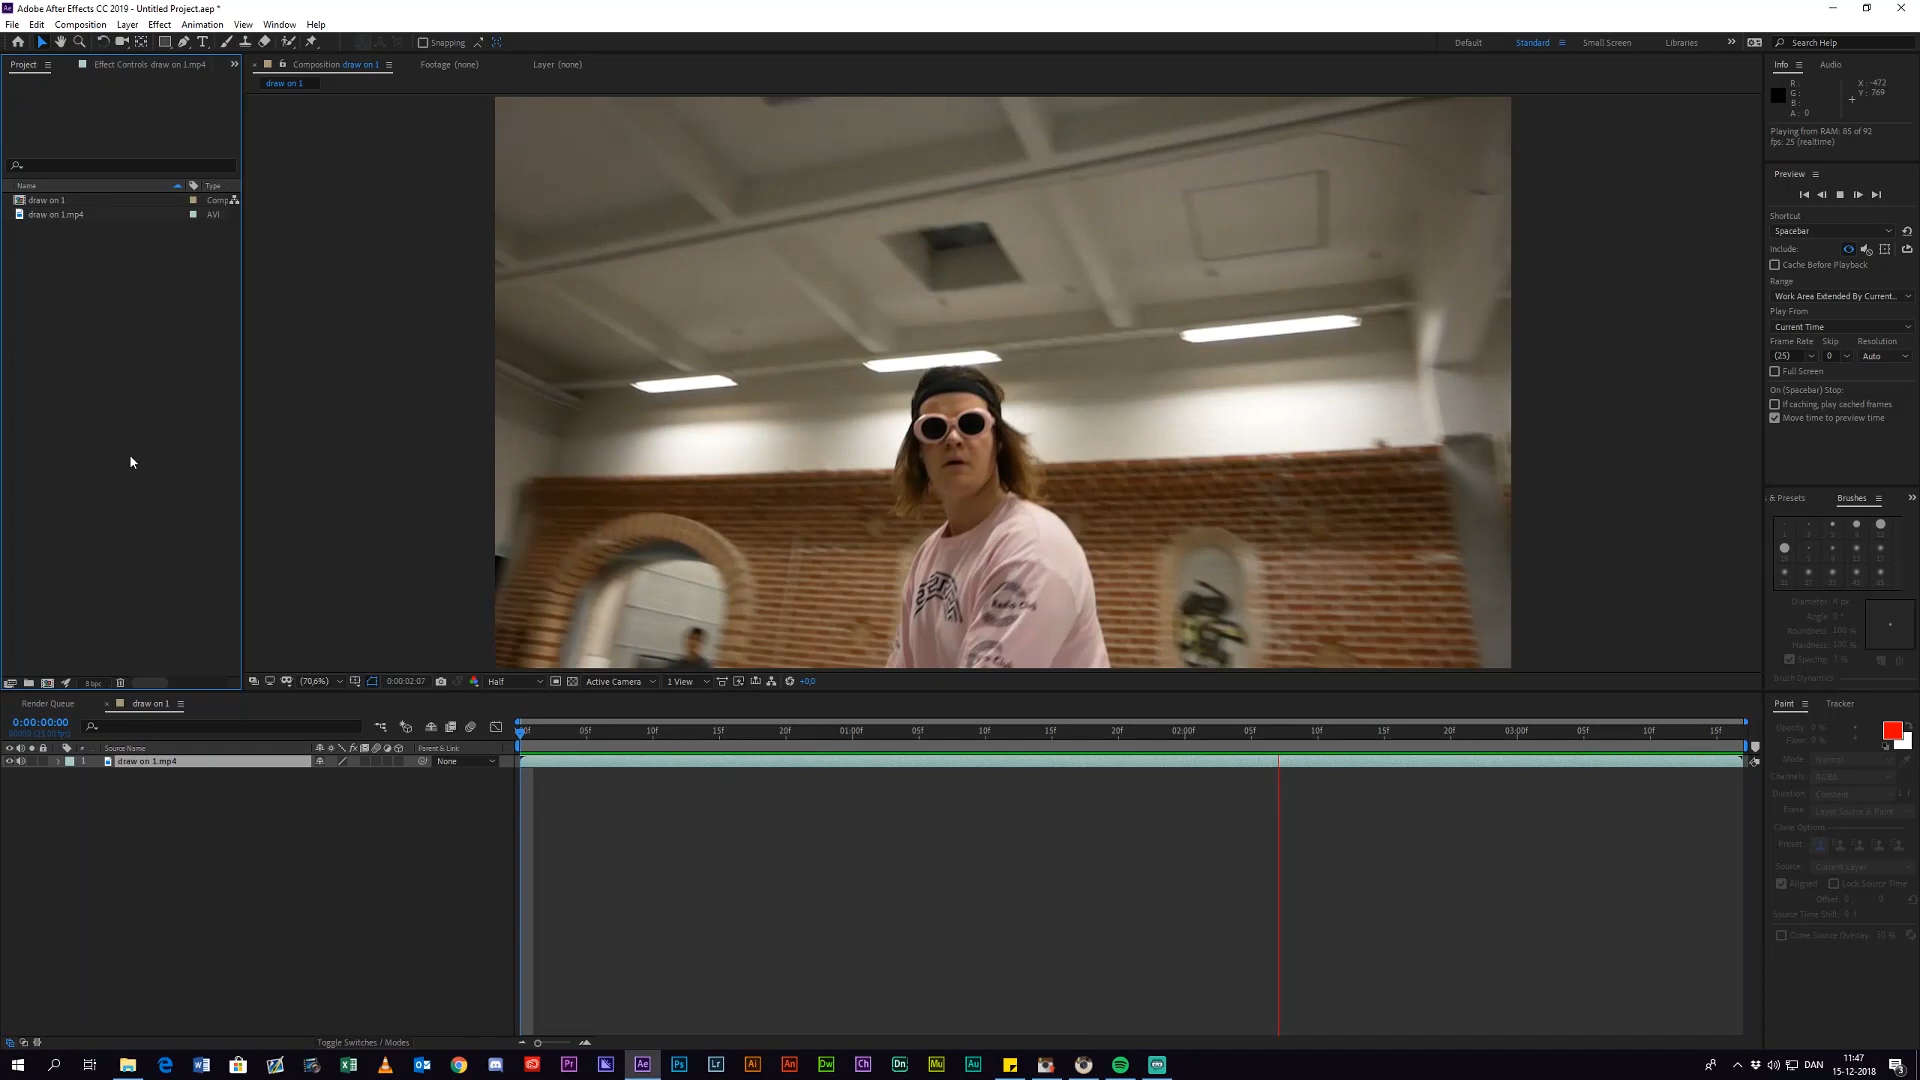 Adobe After Effects CC 2019 - Untitled Project.aep *
File Edit Composition Layer Effect Animation View Window Help
Snapping
Default Standard Small Screen Libraries Search Help
Project Effect Controls draw on 1.mp4
Composition draw on 1 Footage (none) Layer (none)
draw on 1
Name Type
draw on 1 Comp
draw on 1.mp4 AVI
8 bpc
(70,6%) 0:00:02:07 Half Active Camera 1 View +0,0
Info Audio
R: X: -472
G: Y: 769
B:
A: 0
Playing from RAM: 85 of 92
fps: 25 (realtime)
Preview
Shortcut
Spacebar
Include:
Cache Before Playback
Range
Work Area Extended By Current...
Play From
Current Time
Frame Rate Skip Resolution
(25) 0 Auto
Full Screen
On (Spacebar) Stop:
If caching, play cached frames
Move time to preview time
& Presets Brushes
Diameter: 4 px
Angle: 0 °
Roundness: 100 %
Hardness: 100 %
Spacing: 3 %
Brush Dynamics
Paint Tracker
Opacity: 0 %
Flow: 0 %
Mode: Normal
Channels: RGBA
Duration: Constant
Erase: Layer Source & Paint
Clone Options
Preset:
Source: Current Layer
Aligned Lock Source Time
Offset: 0, 0
Source Time Shift: 0 f
Clone Source Overlay: 50 %
Render Queue draw on 1
0:00:00:00
00000 (25.00 fps)
# Source Name Parent & Link
1 draw on 1.mp4 None
05f 10f 15f 20f 01:00f 05f 10f 15f 20f 02:00f 05f 10f 15f 20f 03:00f 05f 10f 15f
Toggle Switches / Modes
Radio Club
DAN
11:47
15-12-2018